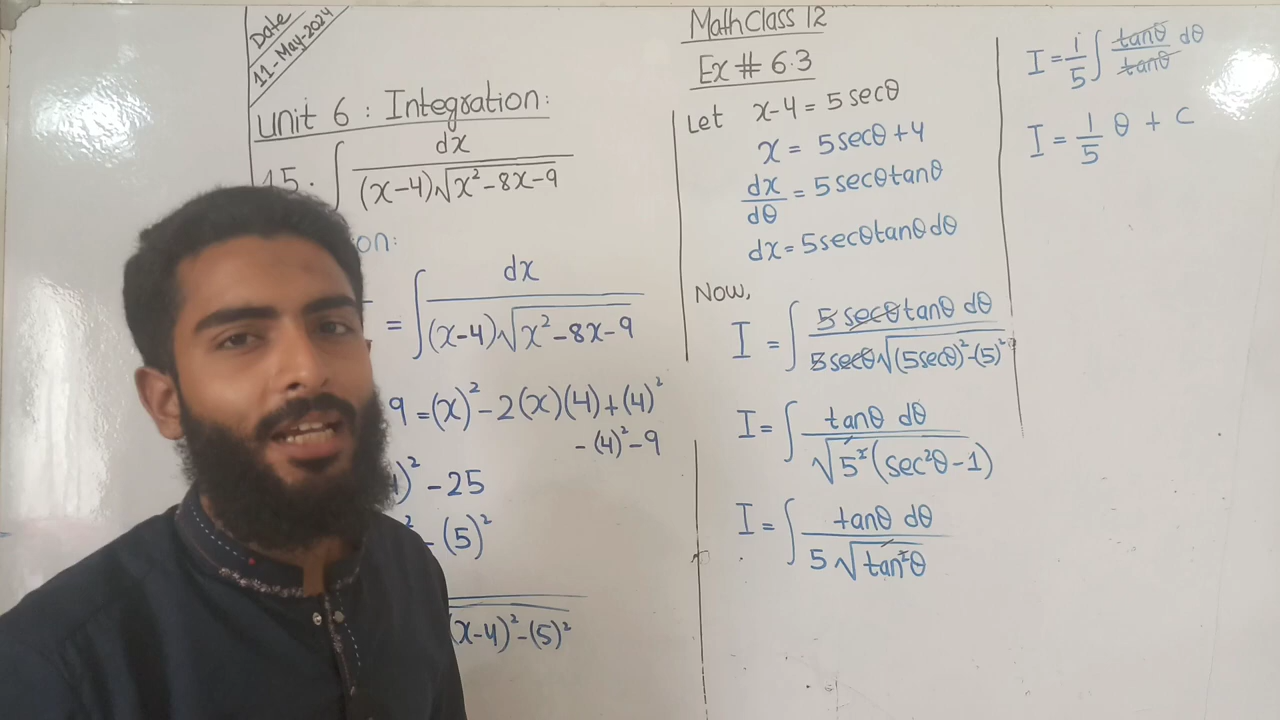 Date
11-May-2024
Unit 6 : Integration:
15. ∫ dx / (x-4)√x²-8x-9
on:
= ∫ dx / (x-4)√x²-8x-9
9 = (x)² - 2(x)(4) + (4)²
- (4)² - 9
)² - 25
² - (5)²
(x-4)² - (5)²
Math Class 12
Ex # 6.3
Let x-4 = 5 secθ
x = 5secθ + 4
dx/dθ = 5 secθ tanθ
dx = 5secθ tanθ dθ
Now,
I = ∫ 5 secθ tanθ dθ / 5 secθ √(5secθ)² - (5)²
I = ∫ tanθ dθ / √5² (sec²θ - 1)
I = ∫ tanθ dθ / 5 √tan²θ
I = 1/5 ∫ tanθ / tanθ dθ
I = 1/5 θ + c